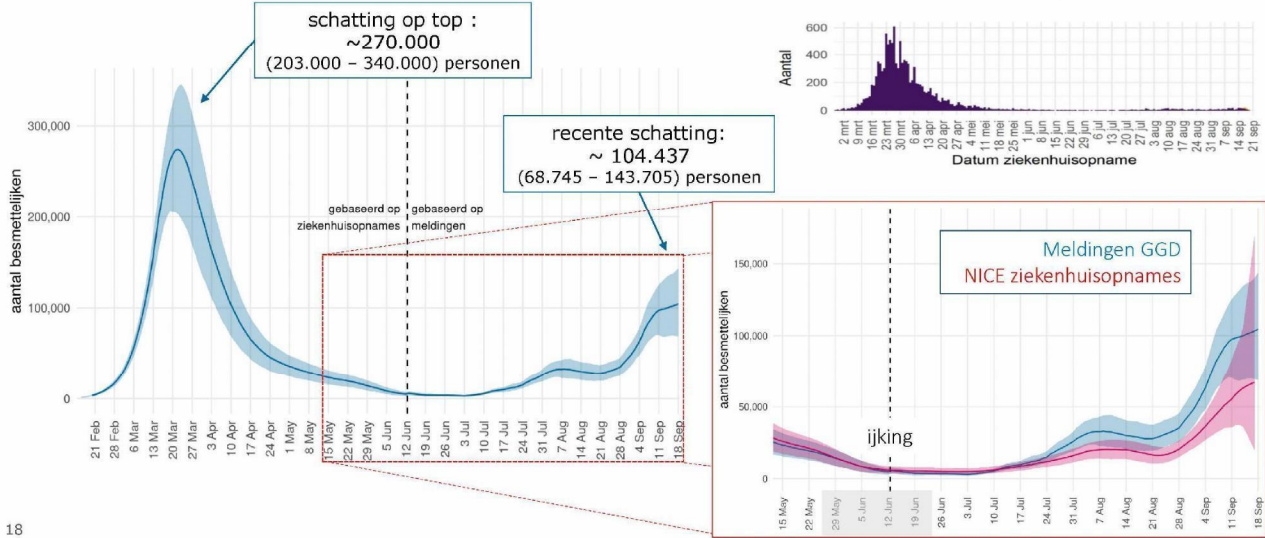 schatting op top :
~270.000
(203.000 – 340.000) personen
aantal besmettelijken
300,000
200,000
100,000
0
gebaseerd op
ziekenhuisopnames
gebaseerd op
meldingen
21 Feb
28 Feb
6 Mar
13 Mar
20 Mar
27 Mar
3 Apr
10 Apr
17 Apr
24 Apr
1 May
8 May
15 May
22 May
29 May
5 Jun
12 Jun
19 Jun
26 Jun
3 Jul
10 Jul
17 Jul
24 Jul
31 Jul
7 Aug
14 Aug
21 Aug
28 Aug
4 Sep
11 Sep
18 Sep
recente schatting:
~ 104.437
(68.745 – 143.705) personen
Aantal
600
400
200
0
2 mrt
9 mrt
16 mrt
23 mrt
30 mrt
6 apr
13 apr
20 apr
27 apr
4 mei
11 mei
18 mei
25 mei
1 jun
8 jun
15 jun
22 jun
29 jun
6 jul
13 jul
20 jul
27 jul
3 aug
10 aug
17 aug
24 aug
31 aug
7 sep
14 sep
21 sep
Datum ziekenhuisopname
Meldingen GGD
NICE ziekenhuisopnames
aantal besmettelijken
150,000
100,000
50,000
0
ijking
15 May
22 May
29 May
5 Jun
12 Jun
19 Jun
26 Jun
3 Jul
10 Jul
17 Jul
24 Jul
31 Jul
7 Aug
14 Aug
21 Aug
28 Aug
4 Sep
11 Sep
18 Sep
18